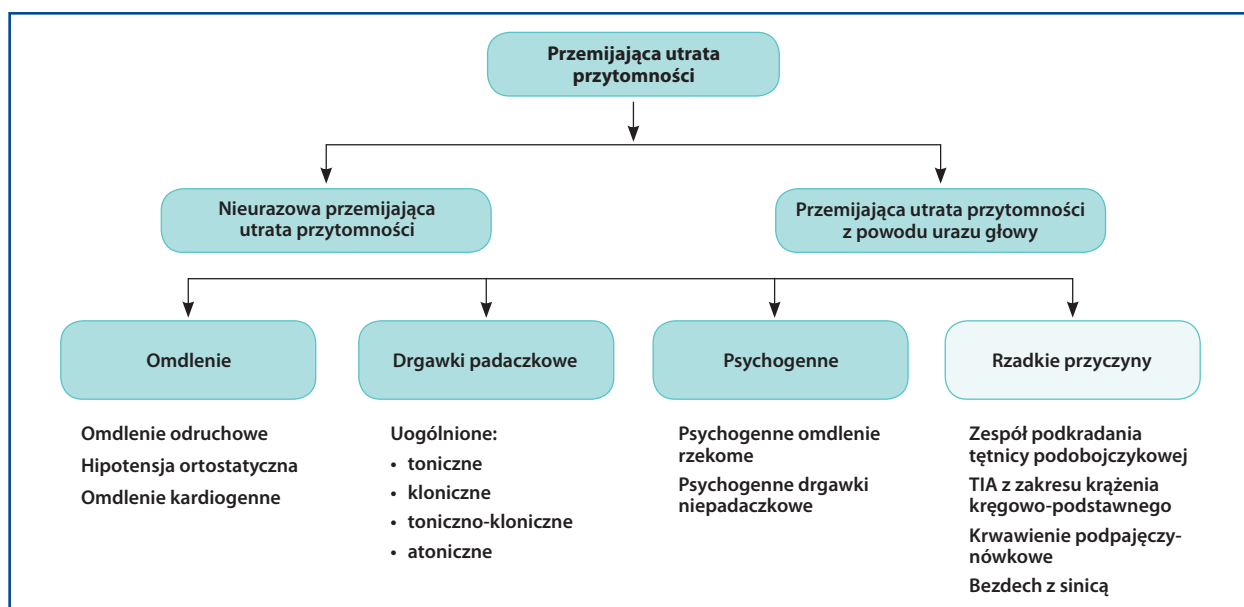 Przemijająca utrata
przytomności
Nieurazowa przemijająca
utrata przytomności
Przemijająca utrata przytomności
z powodu urazu głowy
Omdlenie
Drgawki padaczkowe
Psychogenne
Rzadkie przyczyny
Omdlenie odruchowe
Hipotensja ortostatyczna
Omdlenie kardiogenne
Uogólnione:
• toniczne
• kloniczne
• toniczno-kloniczne
• atoniczne
Psychogenne omdlenie
rzekome
Psychogenne drgawki
niepadaczkowe
Zespół podkradania
tętnicy podobojczykowej
TIA z zakresu krążenia
kręgowo-podstawnego
Krwawienie podpajęczy-
nówkowe
Bezdech z sinicą